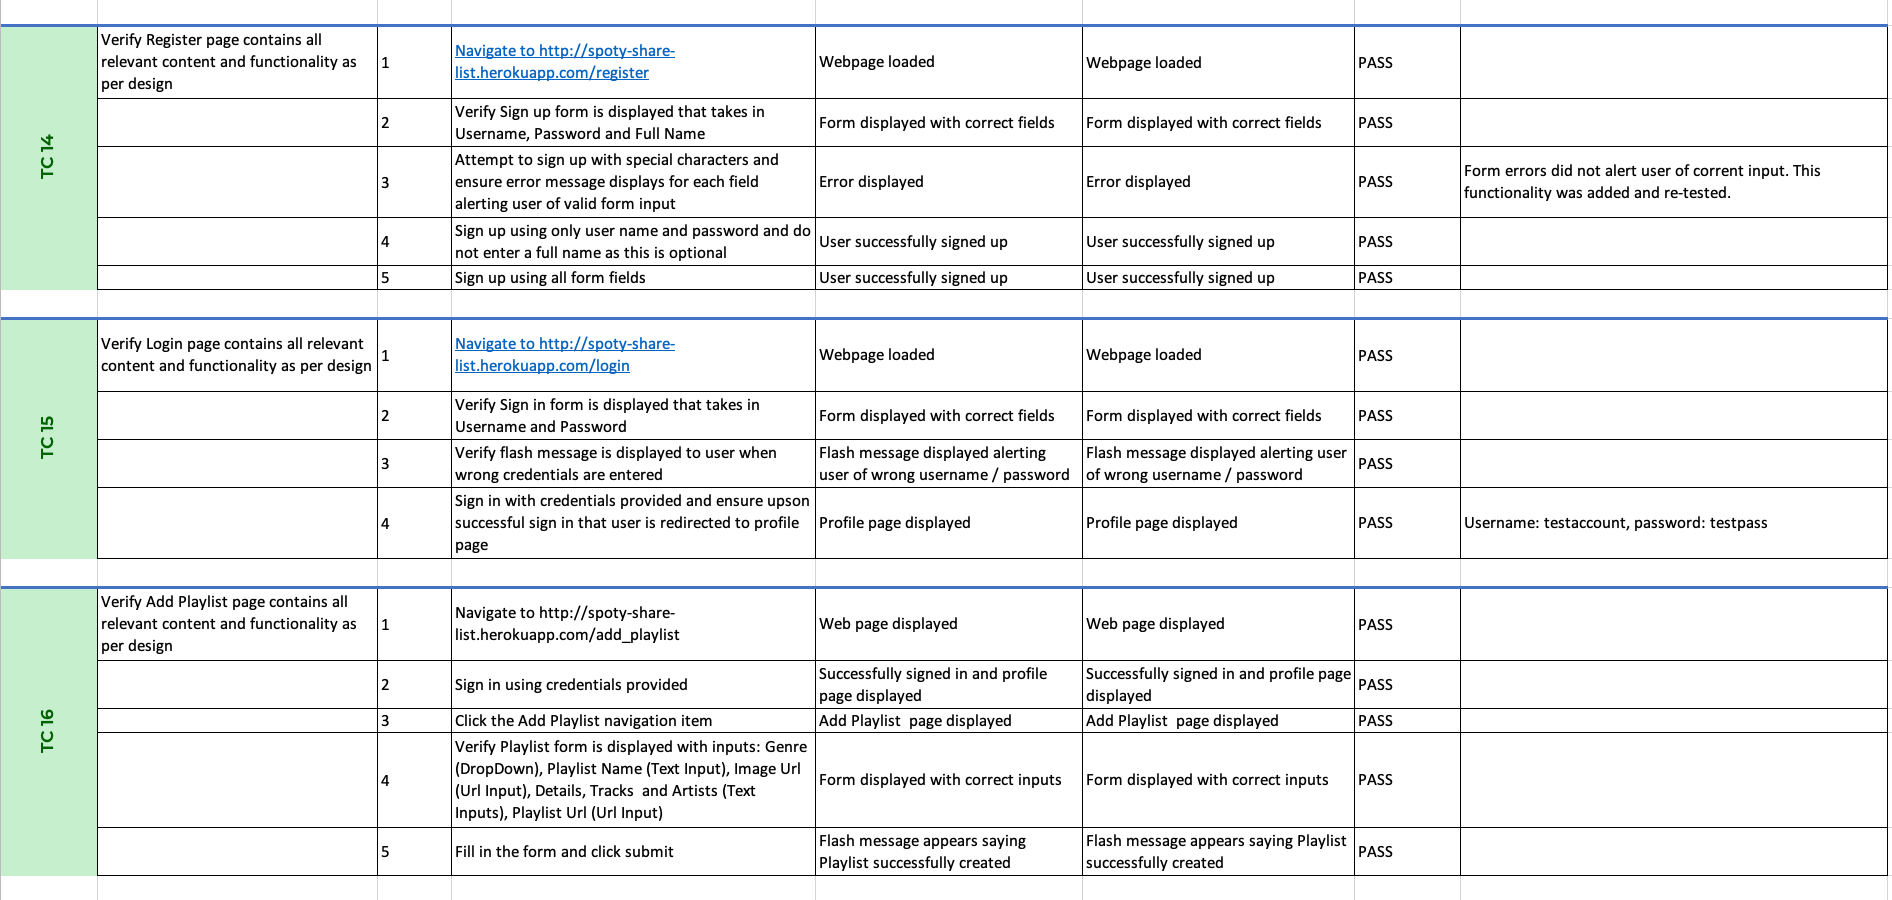 TC 14
Verify Register page contains all
relevant content and functionality as
per design
1
Navigate to http://spoty-share-
list.herokuapp.com/register
Webpage loaded
Webpage loaded
PASS
2
Verify Sign up form is displayed that takes in
Username, Password and Full Name
Form displayed with correct fields
Form displayed with correct fields
PASS
3
Attempt to sign up with special characters and
ensure error message displays for each field
alerting user of valid form input
Error displayed
Error displayed
PASS
Form errors did not alert user of corrent input. This
functionality was added and re-tested.
4
Sign up using only user name and password and do
not enter a full name as this is optional
User successfully signed up
User successfully signed up
PASS
5
Sign up using all form fields
User successfully signed up
User successfully signed up
PASS
TC 15
Verify Login page contains all relevant
content and functionality as per design
1
Navigate to http://spoty-share-
list.herokuapp.com/login
Webpage loaded
Webpage loaded
PASS
2
Verify Sign in form is displayed that takes in
Username and Password
Form displayed with correct fields
Form displayed with correct fields
PASS
3
Verify flash message is displayed to user when
wrong credentials are entered
Flash message displayed alerting
user of wrong username / password
Flash message displayed alerting user
of wrong username / password
PASS
4
Sign in with credentials provided and ensure upson
successful sign in that user is redirected to profile
page
Profile page displayed
Profile page displayed
PASS
Username: testaccount, password: testpass
TC 16
Verify Add Playlist page contains all
relevant content and functionality as
per design
1
Navigate to http://spoty-share-
list.herokuapp.com/add_playlist
Web page displayed
Web page displayed
PASS
2
Sign in using credentials provided
Successfully signed in and profile
page displayed
Successfully signed in and profile page
displayed
PASS
3
Click the Add Playlist navigation item
Add Playlist  page displayed
Add Playlist  page displayed
PASS
4
Verify Playlist form is displayed with inputs: Genre
(DropDown), Playlist Name (Text Input), Image Url
(Url Input), Details, Tracks  and Artists (Text
Inputs), Playlist Url (Url Input)
Form displayed with correct inputs
Form displayed with correct inputs
PASS
5
Fill in the form and click submit
Flash message appears saying
Playlist successfully created
Flash message appears saying Playlist
successfully created
PASS